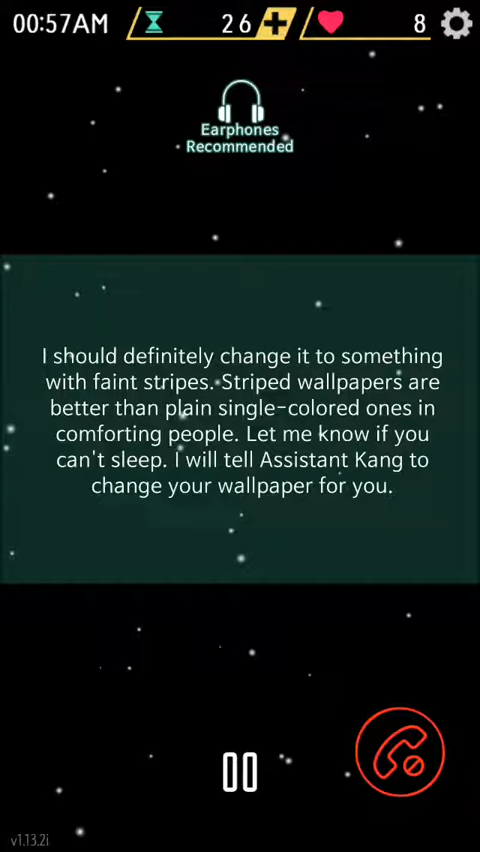 00:57AM 26 8
Earphones
Recommended
I should definitely change it to something
with faint stripes. Striped wallpapers are
better than plain single-colored ones in
comforting people. Let me know if you
can't sleep. I will tell Assistant Kang to
change your wallpaper for you.
v1.13.2i